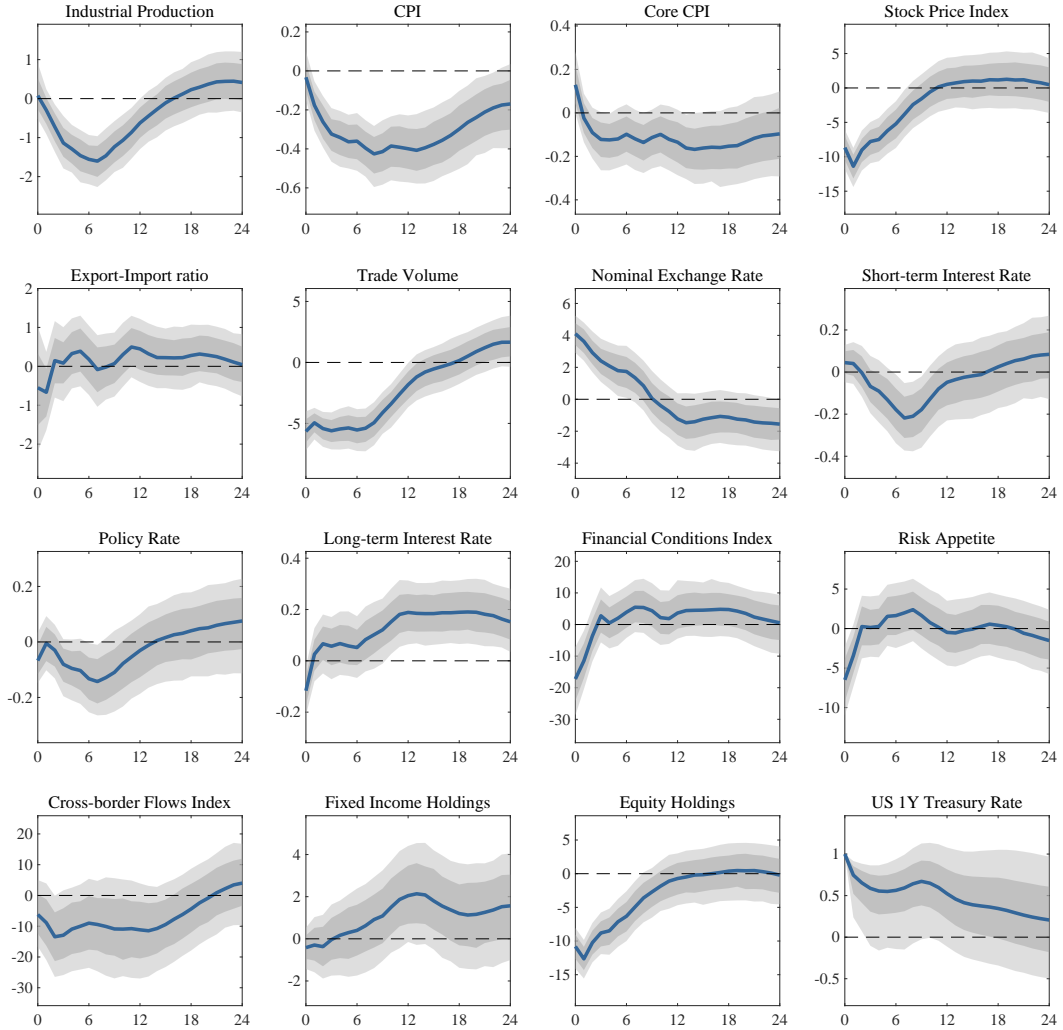 Industrial Production
CPI
Core CPI
Stock Price Index
1
0
-1
-2
0 6 12 18 24
0.2
0
-0.2
-0.4
-0.6
0 6 12 18 24
0.2
0
-0.2
-0.4
0 6 12 18 24
5
0
-5
-10
-15
0 6 12 18 24
Export-Import ratio
Trade Volume
Nominal Exchange Rate
Short-term Interest Rate
2
1
0
-1
-2
0 6 12 18 24
5
0
-5
0 6 12 18 24
6
4
2
0
-2
-4
0 6 12 18 24
0.2
0
-0.2
-0.4
0 6 12 18 24
Policy Rate
Long-term Interest Rate
Financial Conditions Index
Risk Appetite
0.2
0
-0.2
0 6 12 18 24
0.4
0.2
0
-0.2
0 6 12 18 24
20
10
0
-10
-20
-30
0 6 12 18 24
5
0
-5
-10
0 6 12 18 24
Cross-border Flows Index
Fixed Income Holdings
Equity Holdings
US 1Y Treasury Rate
20
10
0
-10
-20
-30
0 6 12 18 24
4
2
0
-2
0 6 12 18 24
5
0
-5
-10
-15
0 6 12 18 24
1
0.5
0
-0.5
0 6 12 18 24